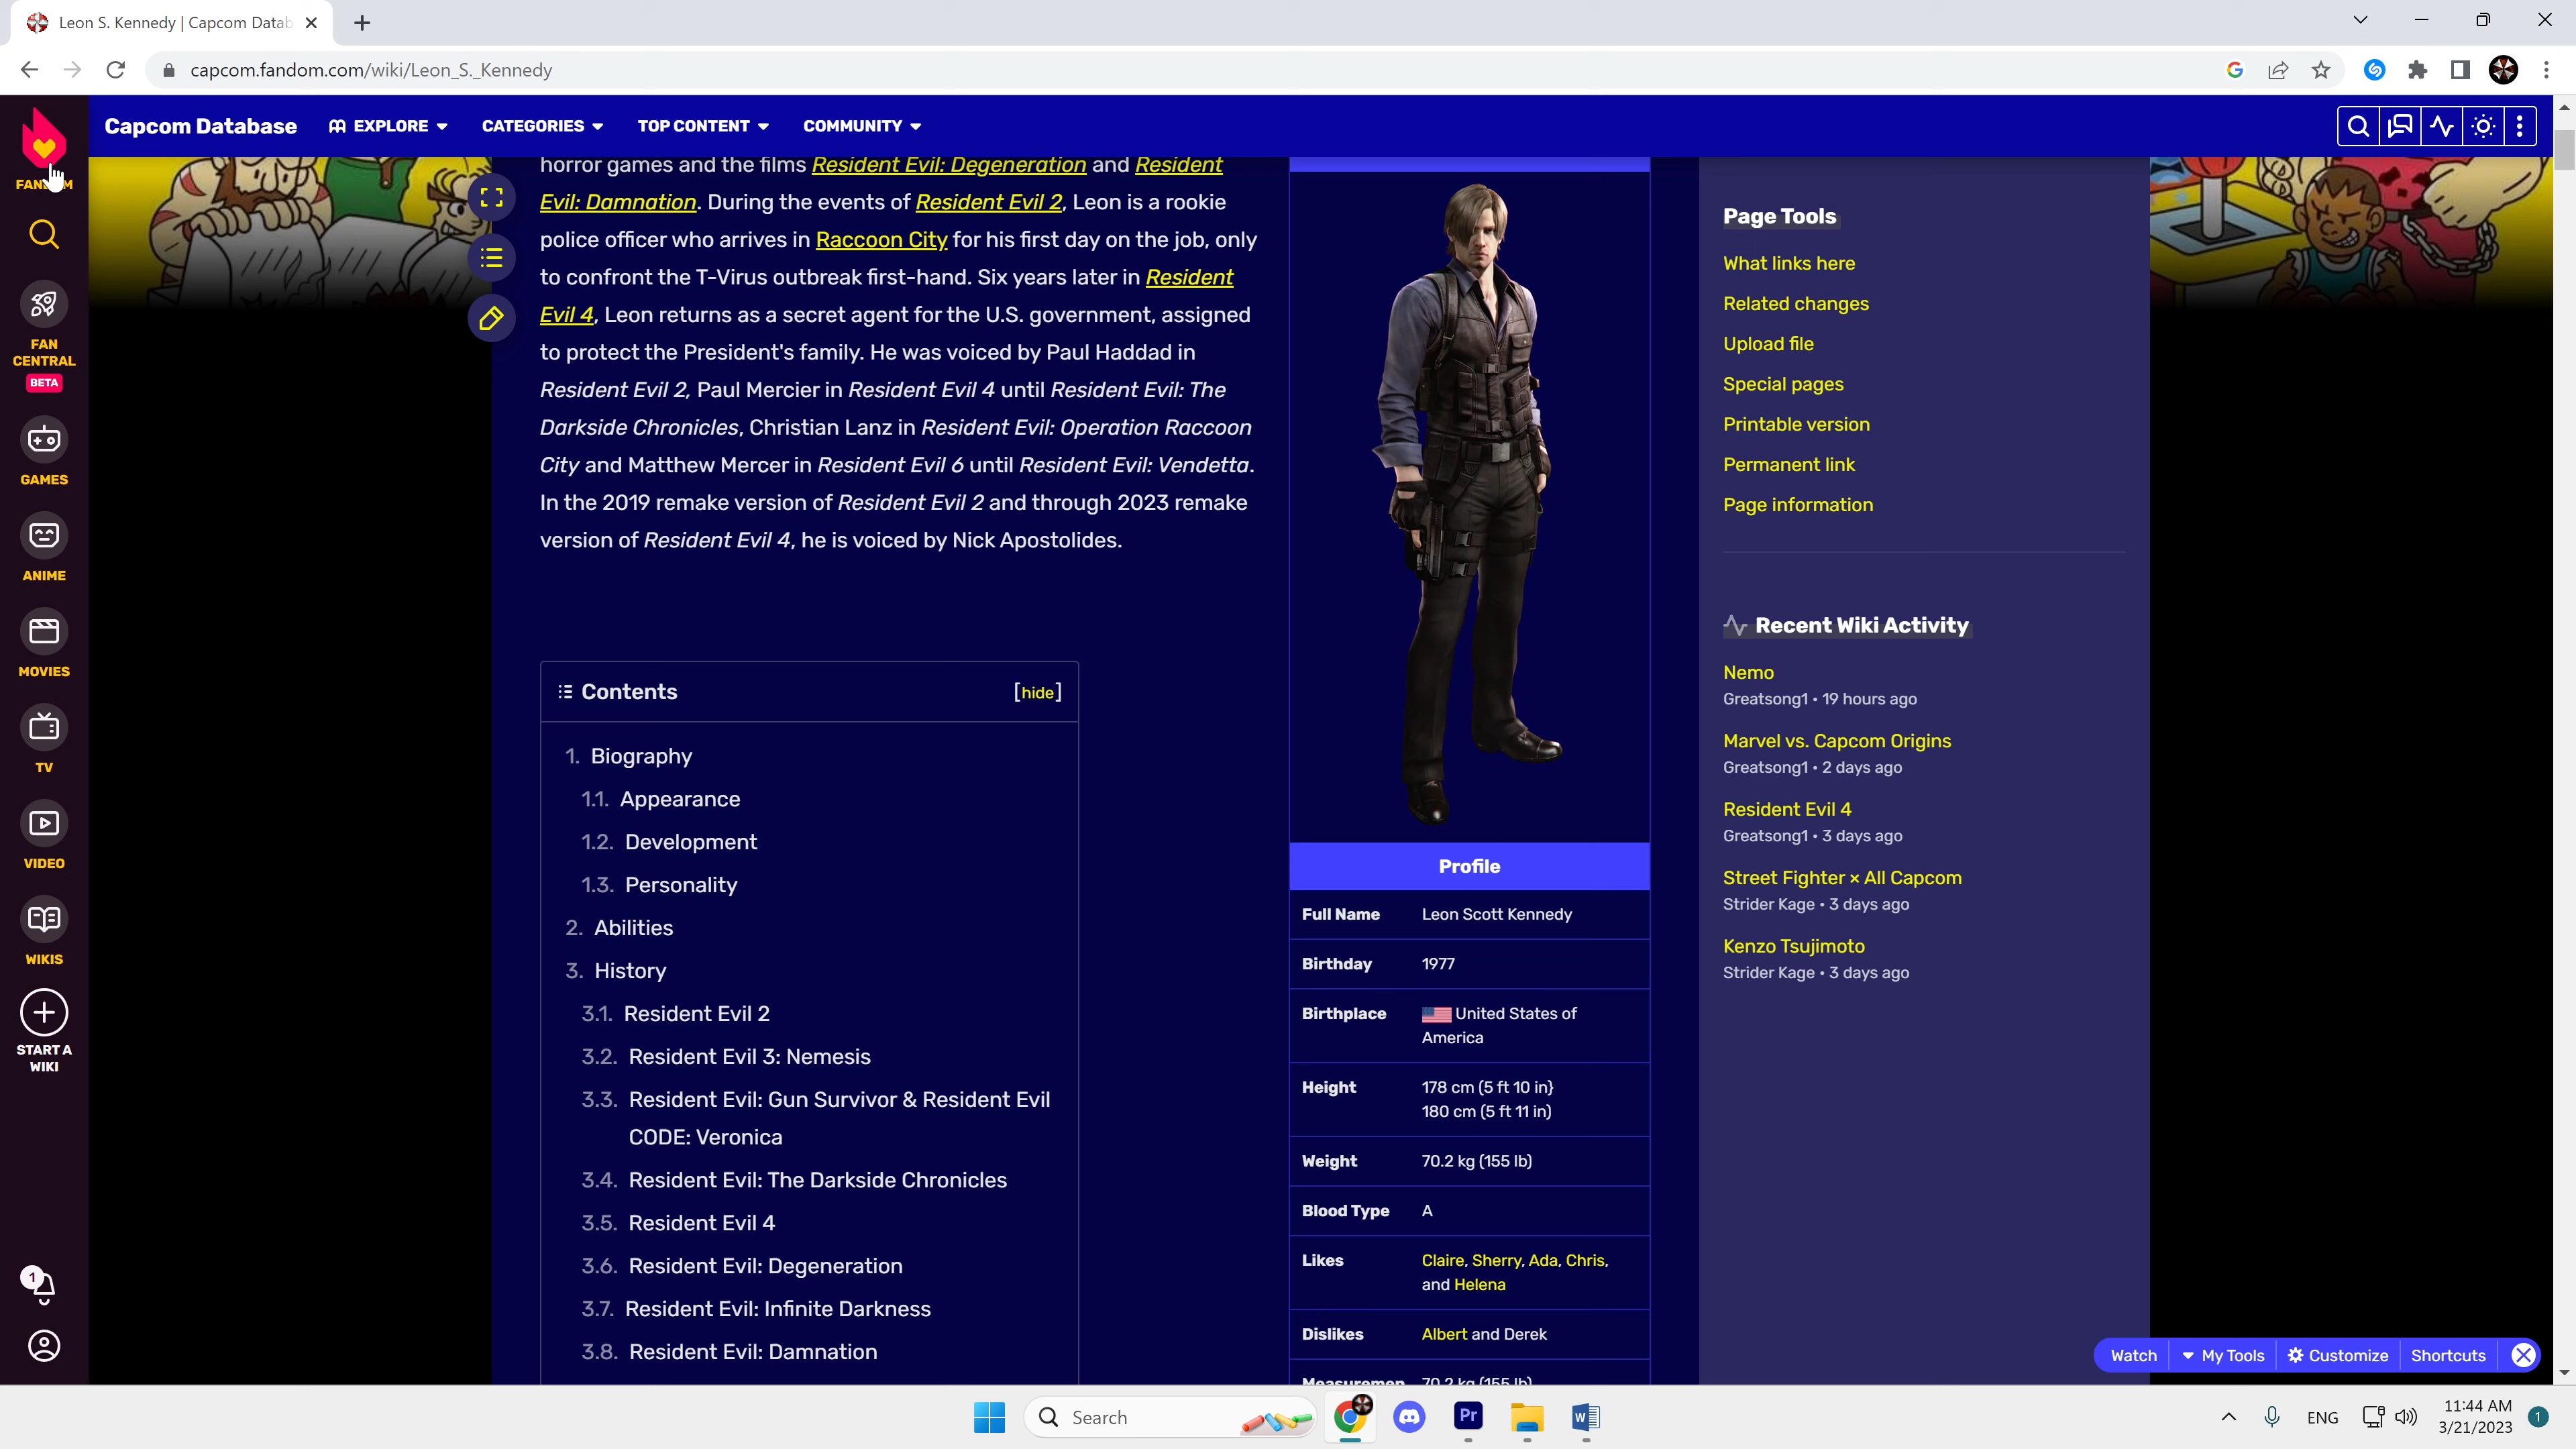 Leon S. Kennedy | Capcom Datab
capcom.fandom.com/wiki/Leon_S._Kennedy
Capcom Database
EXPLORE
CATEGORIES
TOP CONTENT
COMMUNITY
FAN CENTRAL
BETA
GAMES
ANIME
MOVIES
TV
VIDEO
WIKIS
START A
WIKI
1
horror games and the films Resident Evil: Degeneration and Resident
Evil: Damnation. During the events of Resident Evil 2, Leon is a rookie
police officer who arrives in Raccoon City for his first day on the job, only
to confront the T-Virus outbreak first-hand. Six years later in Resident
Evil 4, Leon returns as a secret agent for the U.S. government, assigned
to protect the President's family. He was voiced by Paul Haddad in
Resident Evil 2, Paul Mercier in Resident Evil 4 until Resident Evil: The
Darkside Chronicles, Christian Lanz in Resident Evil: Operation Raccoon
City and Matthew Mercer in Resident Evil 6 until Resident Evil: Vendetta.
In the 2019 remake version of Resident Evil 2 and through 2023 remake
version of Resident Evil 4, he is voiced by Nick Apostolides.
Contents
[hide]
1. Biography
1.1. Appearance
1.2. Development
1.3. Personality
2. Abilities
3. History
3.1. Resident Evil 2
3.2. Resident Evil 3: Nemesis
3.3. Resident Evil: Gun Survivor & Resident Evil
CODE: Veronica
3.4. Resident Evil: The Darkside Chronicles
3.5. Resident Evil 4
3.6. Resident Evil: Degeneration
3.7. Resident Evil: Infinite Darkness
3.8. Resident Evil: Damnation
Profile
Full Name Leon Scott Kennedy
Birthday 1977
Birthplace United States of
America
Height 178 cm (5 ft 10 in}
180 cm (5 ft 11 in)
Weight 70.2 kg (155 lb)
Blood Type A
Likes Claire, Sherry, Ada, Chris,
and Helena
Dislikes Albert and Derek
Measuremen 70.2 kg (155 lb)
Page Tools
What links here
Related changes
Upload file
Special pages
Printable version
Permanent link
Page information
Recent Wiki Activity
Nemo
Greatsong1 • 19 hours ago
Marvel vs. Capcom Origins
Greatsong1 • 2 days ago
Resident Evil 4
Greatsong1 • 3 days ago
Street Fighter × All Capcom
Strider Kage • 3 days ago
Kenzo Tsujimoto
Strider Kage • 3 days ago
Watch
My Tools
Customize
Shortcuts
Search
Pr
W
ENG
11:44 AM
3/21/2023
1